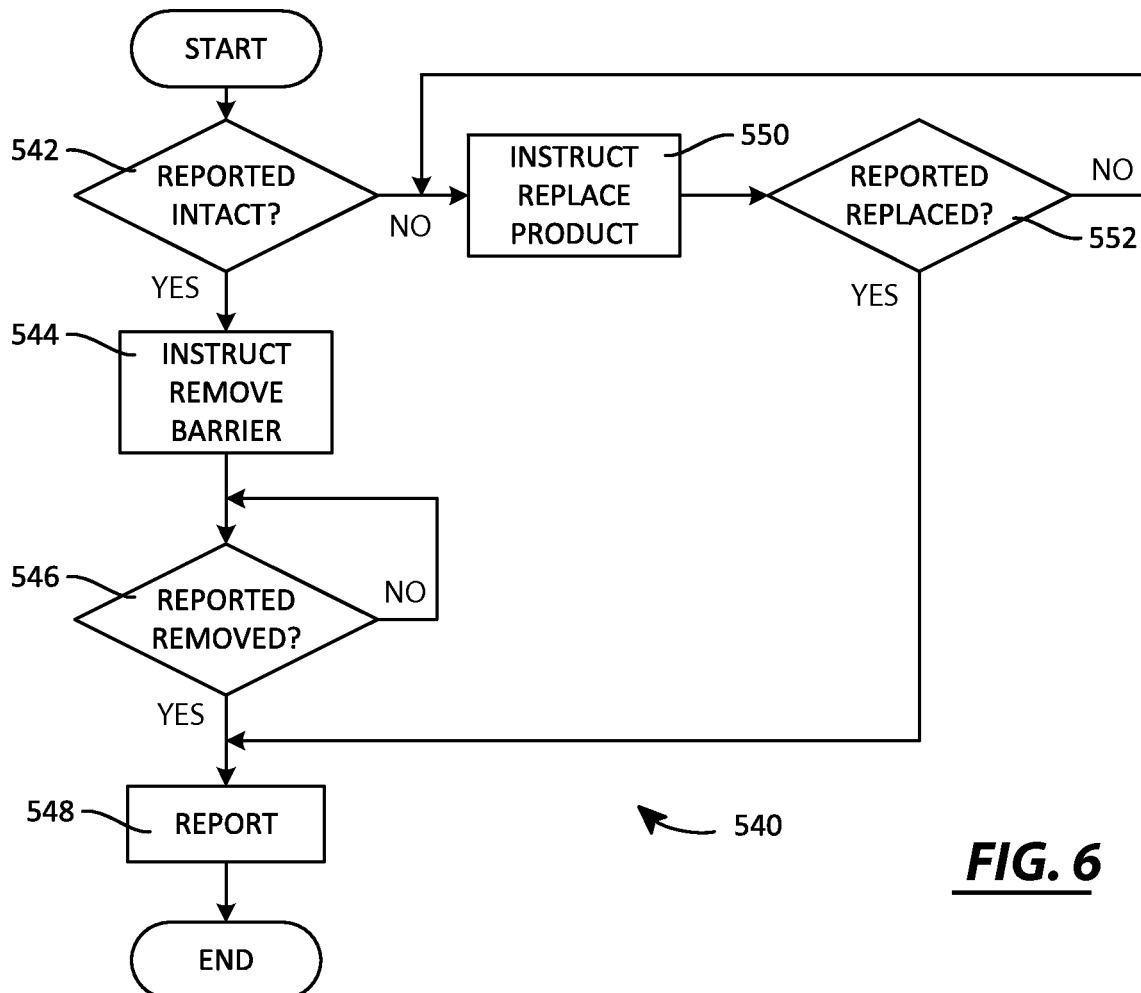 START
542
REPORTED
INTACT?
NO
YES
550
INSTRUCT
REPLACE
PRODUCT
REPORTED
REPLACED?
NO
552
YES
544
INSTRUCT
REMOVE
BARRIER
546
REPORTED
REMOVED?
NO
YES
548
REPORT
540
FIG. 6
END